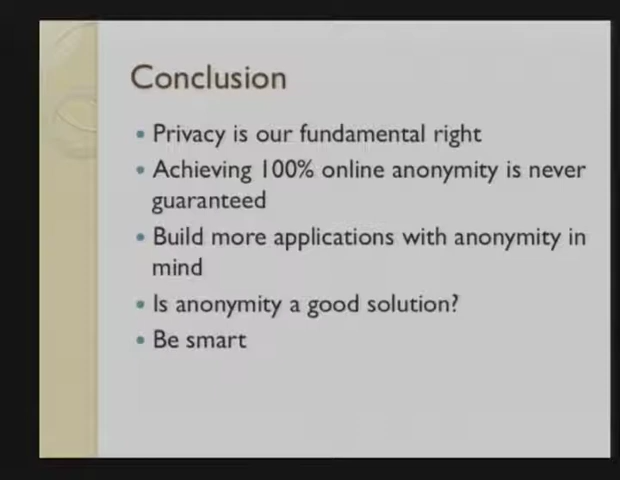 Conclusion
• Privacy is our fundamental right
• Achieving 100% online anonymity is never
guaranteed
• Build more applications with anonymity in
mind
• Is anonymity a good solution?
• Be smart